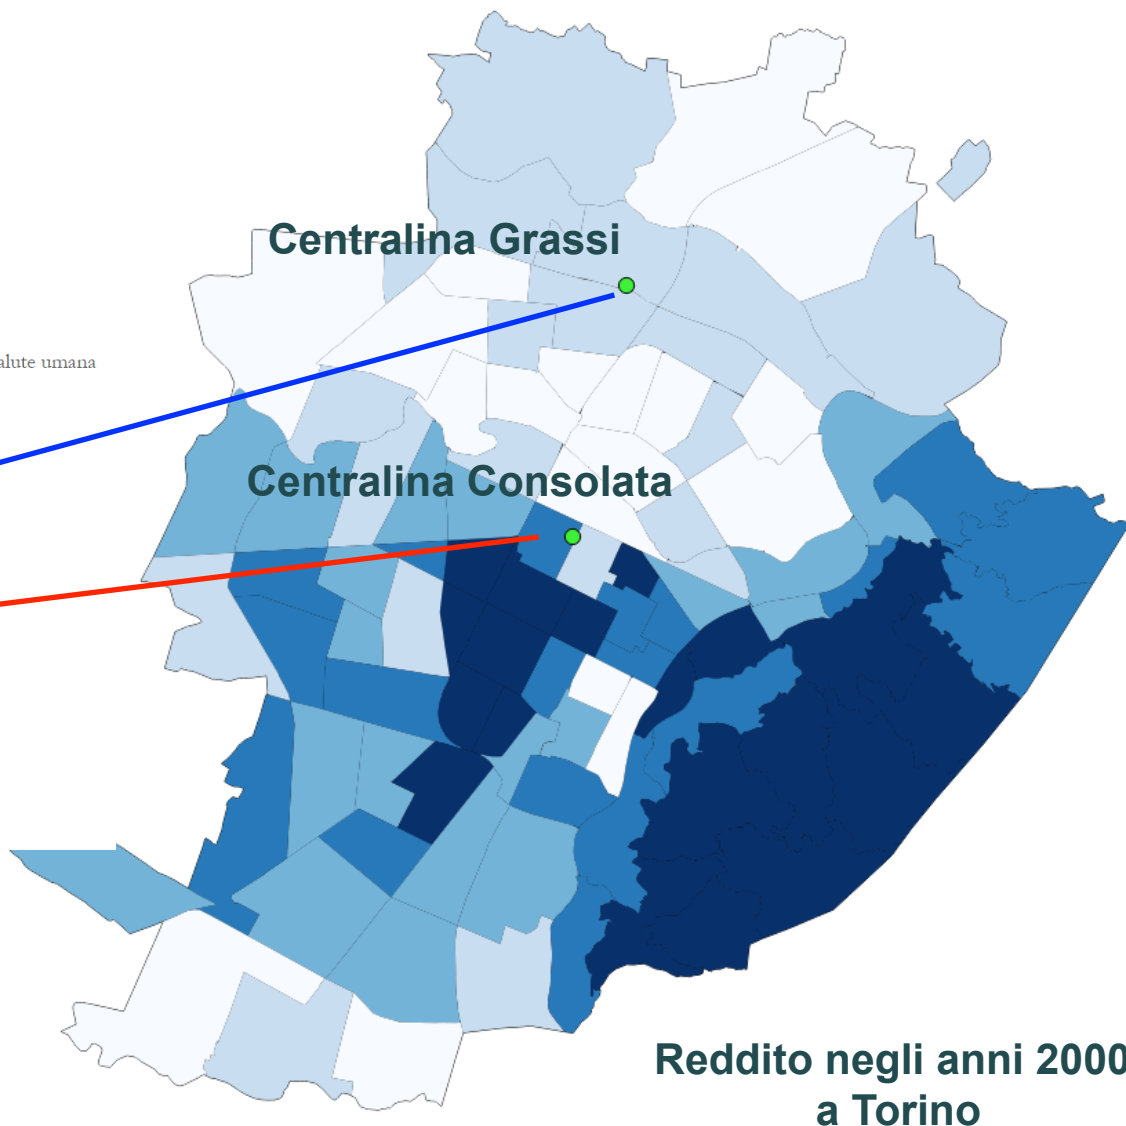 Centralina Grassi
alute umana
Centralina Consolata
Reddito negli anni 2000
a Torino